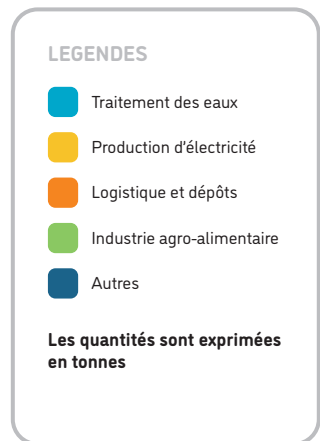 LEGENDES
Traitement des eaux
Production d'électricité
Logistique et dépôts
Industrie agro-alimentaire
Autres
Les quantités sont exprimées
en tonnes